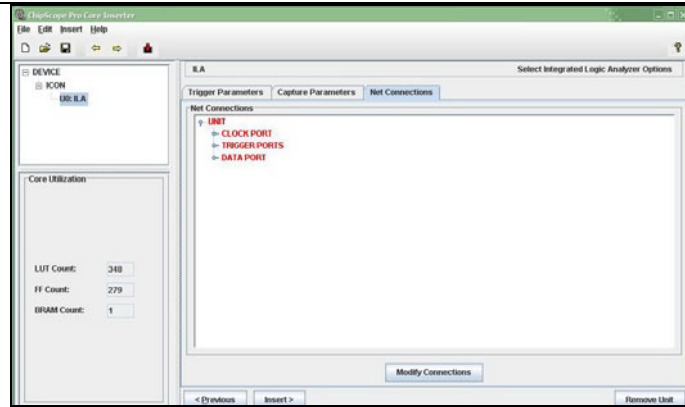 ChipScope Pro Core Inserter
File Edit Insert Help
DEVICE
ICON
U0: ILA
ILA
Select Integrated Logic Analyzer Options
Trigger Parameters
Capture Parameters
Net Connections
Net Connections
UNIT
CLOCK PORT
TRIGGER PORTS
DATA PORT
Core Utilization
LUT Count: 348
FF Count: 279
BRAM Count: 1
Modify Connections
< Previous
Insert >
Remove Unit